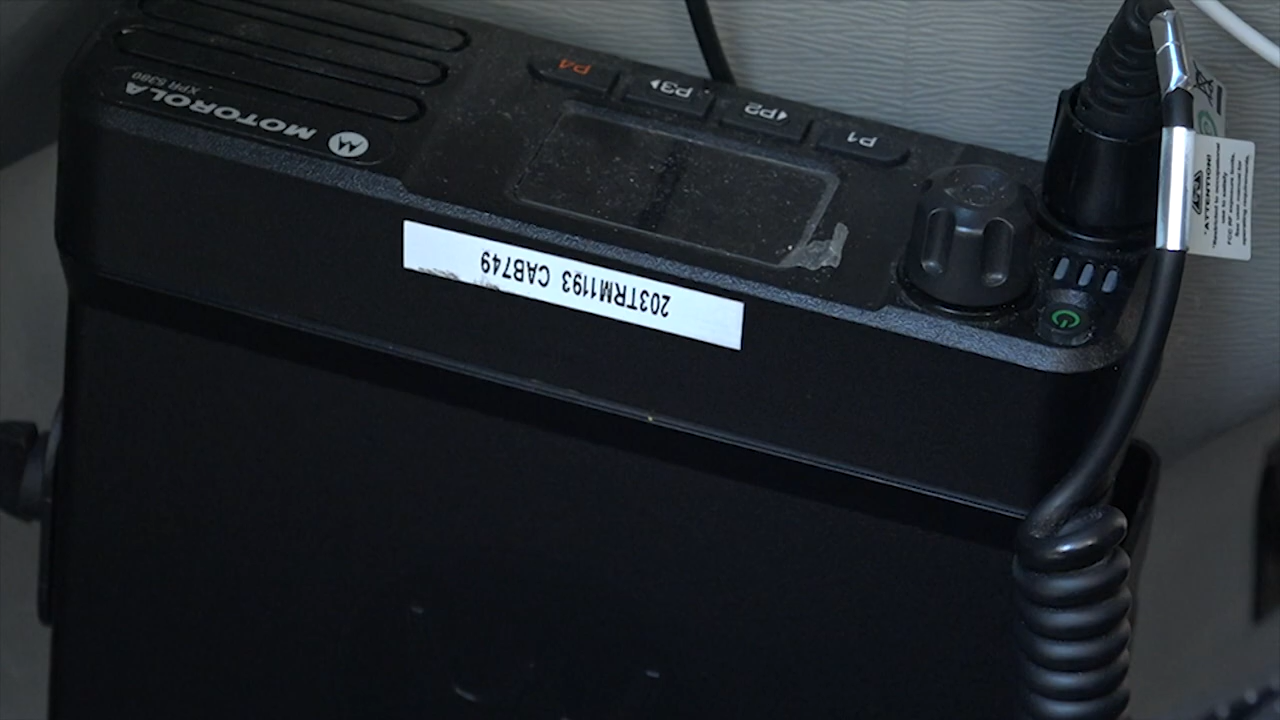 MOTOROLA
XPR 5380
P1
P2
P3
P4
203TRM1193 CAB749
*ATTENTION!